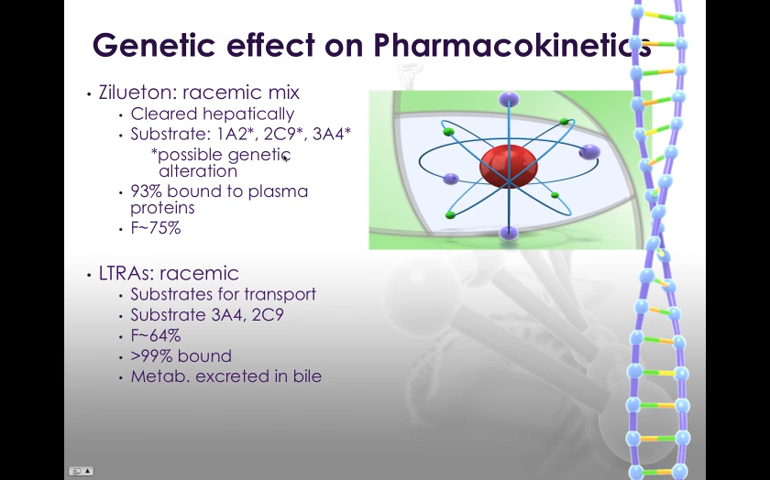 Genetic effect on Pharmacokinetics
• Zilueton: racemic mix
• Cleared hepatically
• Substrate: 1A2*, 2C9*, 3A4*
*possible genetic
alteration
• 93% bound to plasma
proteins
• F~75%
• LTRAs: racemic
• Substrates for transport
• Substrate 3A4, 2C9
• F~64%
• >99% bound
• Metab. excreted in bile